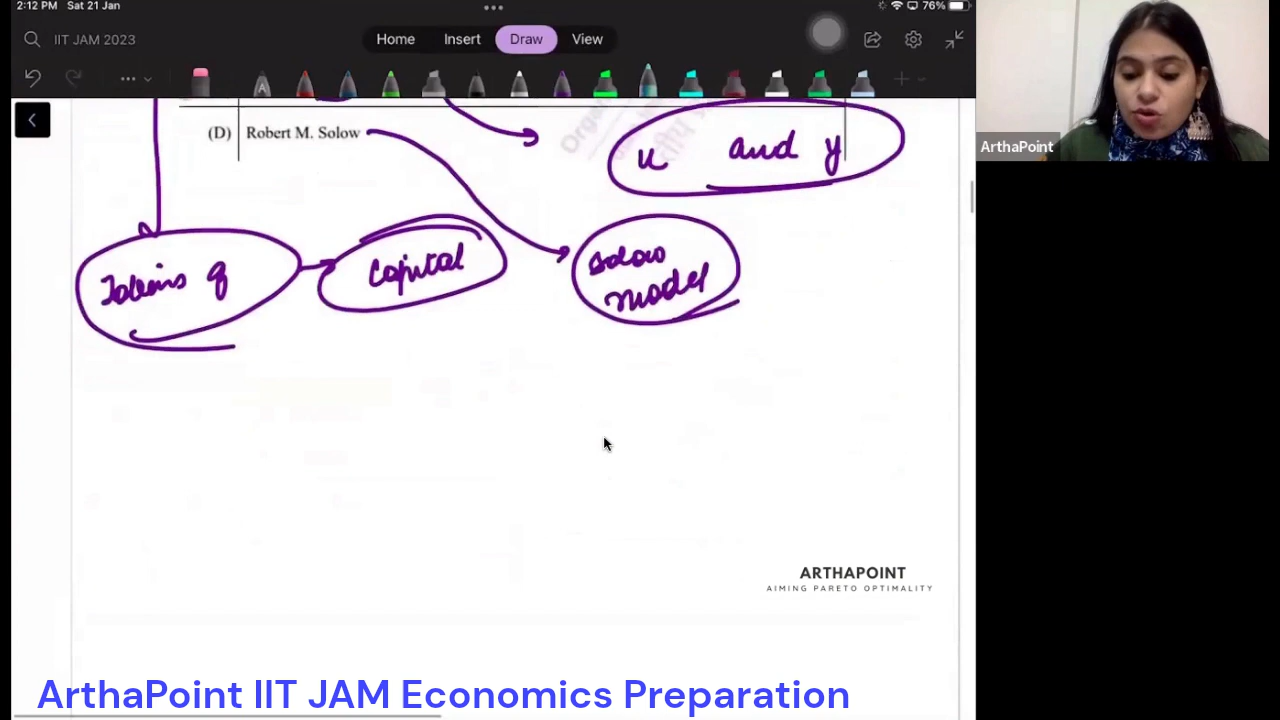 2:12 PM Sat 21 Jan
76%
IIT JAM 2023
Home Insert Draw View
A
ArthaPoint
(D) Robert M. Solow
u and y
Tobins q
Capital
Solow
model
ARTHAPOINT
AIMING PARETO OPTIMALITY
ArthaPoint IIT JAM Economics Preparation